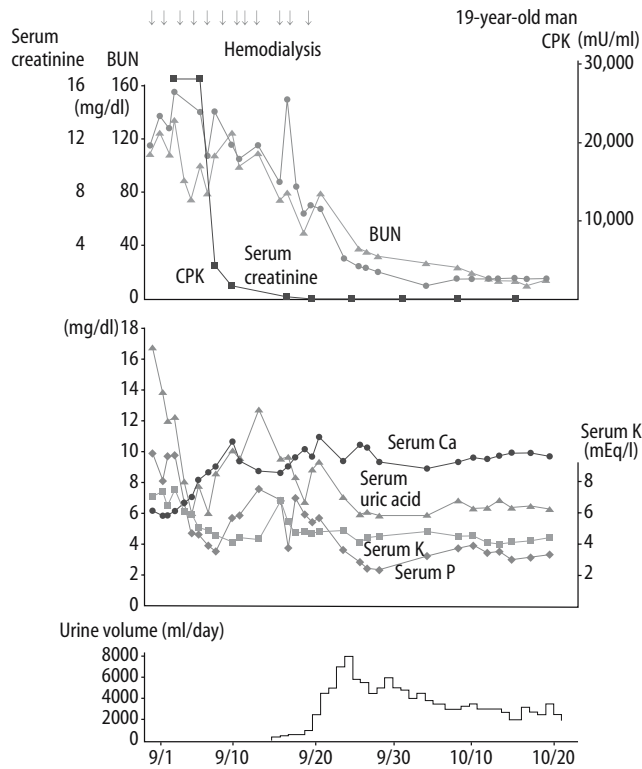 19-year-old man
Serum
creatinine
BUN
Hemodialysis
CPK
(mU/ml)
16
160
30,000
(mg/dl)
12
120
20,000
8
80
10,000
4
40
BUN
Serum
creatinine
CPK
0
0
(mg/dl)
18
16
14
12
10
8
6
4
2
0
Serum K
(mEq/l)
8
6
4
2
Serum Ca
Serum
uric acid
Serum K
Serum P
Urine volume (ml/day)
8000
6000
4000
2000
0
9/1
9/10
9/20
9/30
10/10
10/20